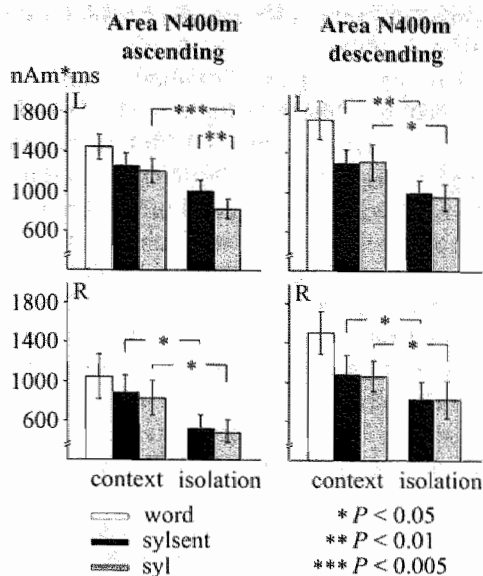 Area N400m Area N400m
ascending descending
nAm*ms
L L
1800 *** **
1400 ** *
1000
600
R R
1800
1400 * *
1000 * *
600
context isolation context isolation
word * P < 0.05
sylsent ** P < 0.01
syl *** P < 0.005